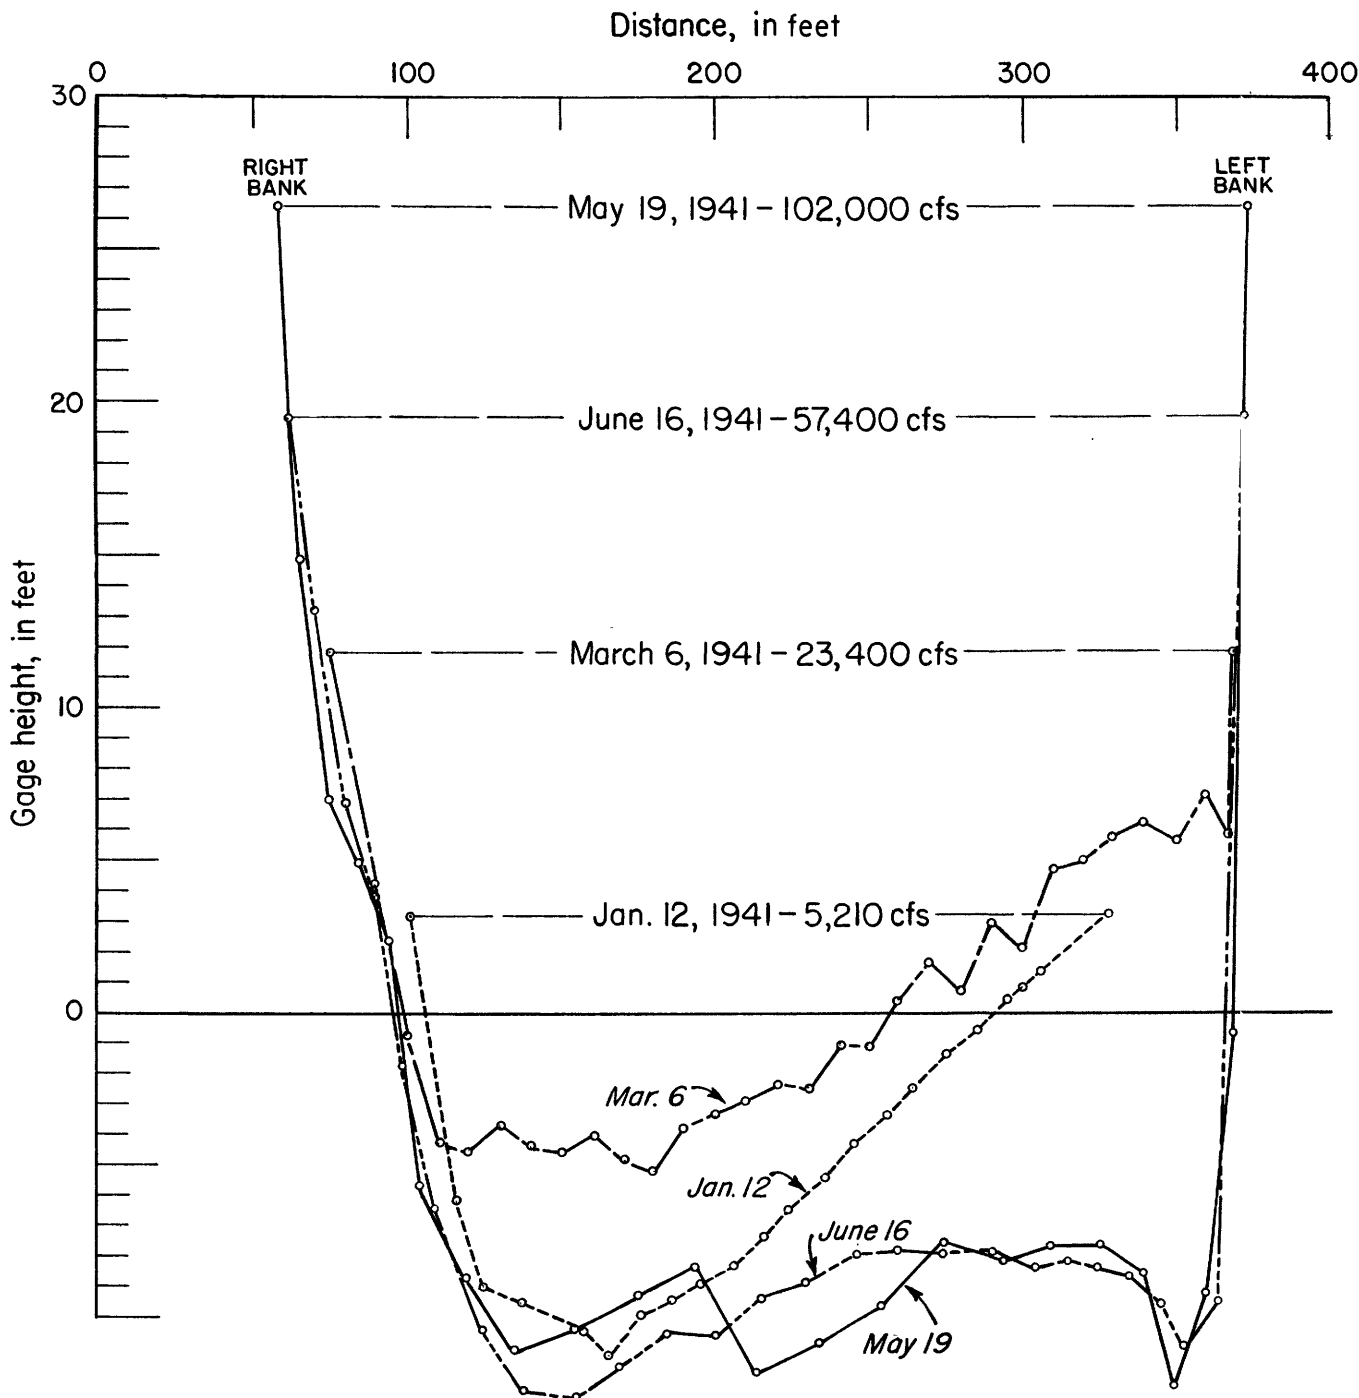 Distance, in feet
0 100 200 300 400
30
RIGHT
BANK
LEFT
BANK
May 19, 1941 – 102,000 cfs
20
June 16, 1941 – 57,400 cfs
Gage height, in feet
March 6, 1941 – 23,400 cfs
10
Jan. 12, 1941 – 5,210 cfs
0
Mar. 6
Jan. 12
June 16
May 19